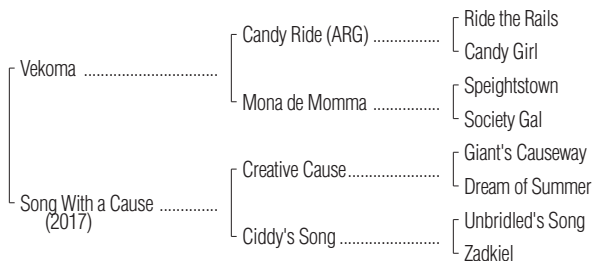 Vekoma ................................
Song With a Cause ..............
(2017)
Candy Ride (ARG) ................
Mona de Momma ................
Creative Cause......................
Ciddy's Song ........................
Ride the Rails
Candy Girl
Speightstown
Society Gal
Giant's Causeway
Dream of Summer
Unbridled's Song
Zadkiel